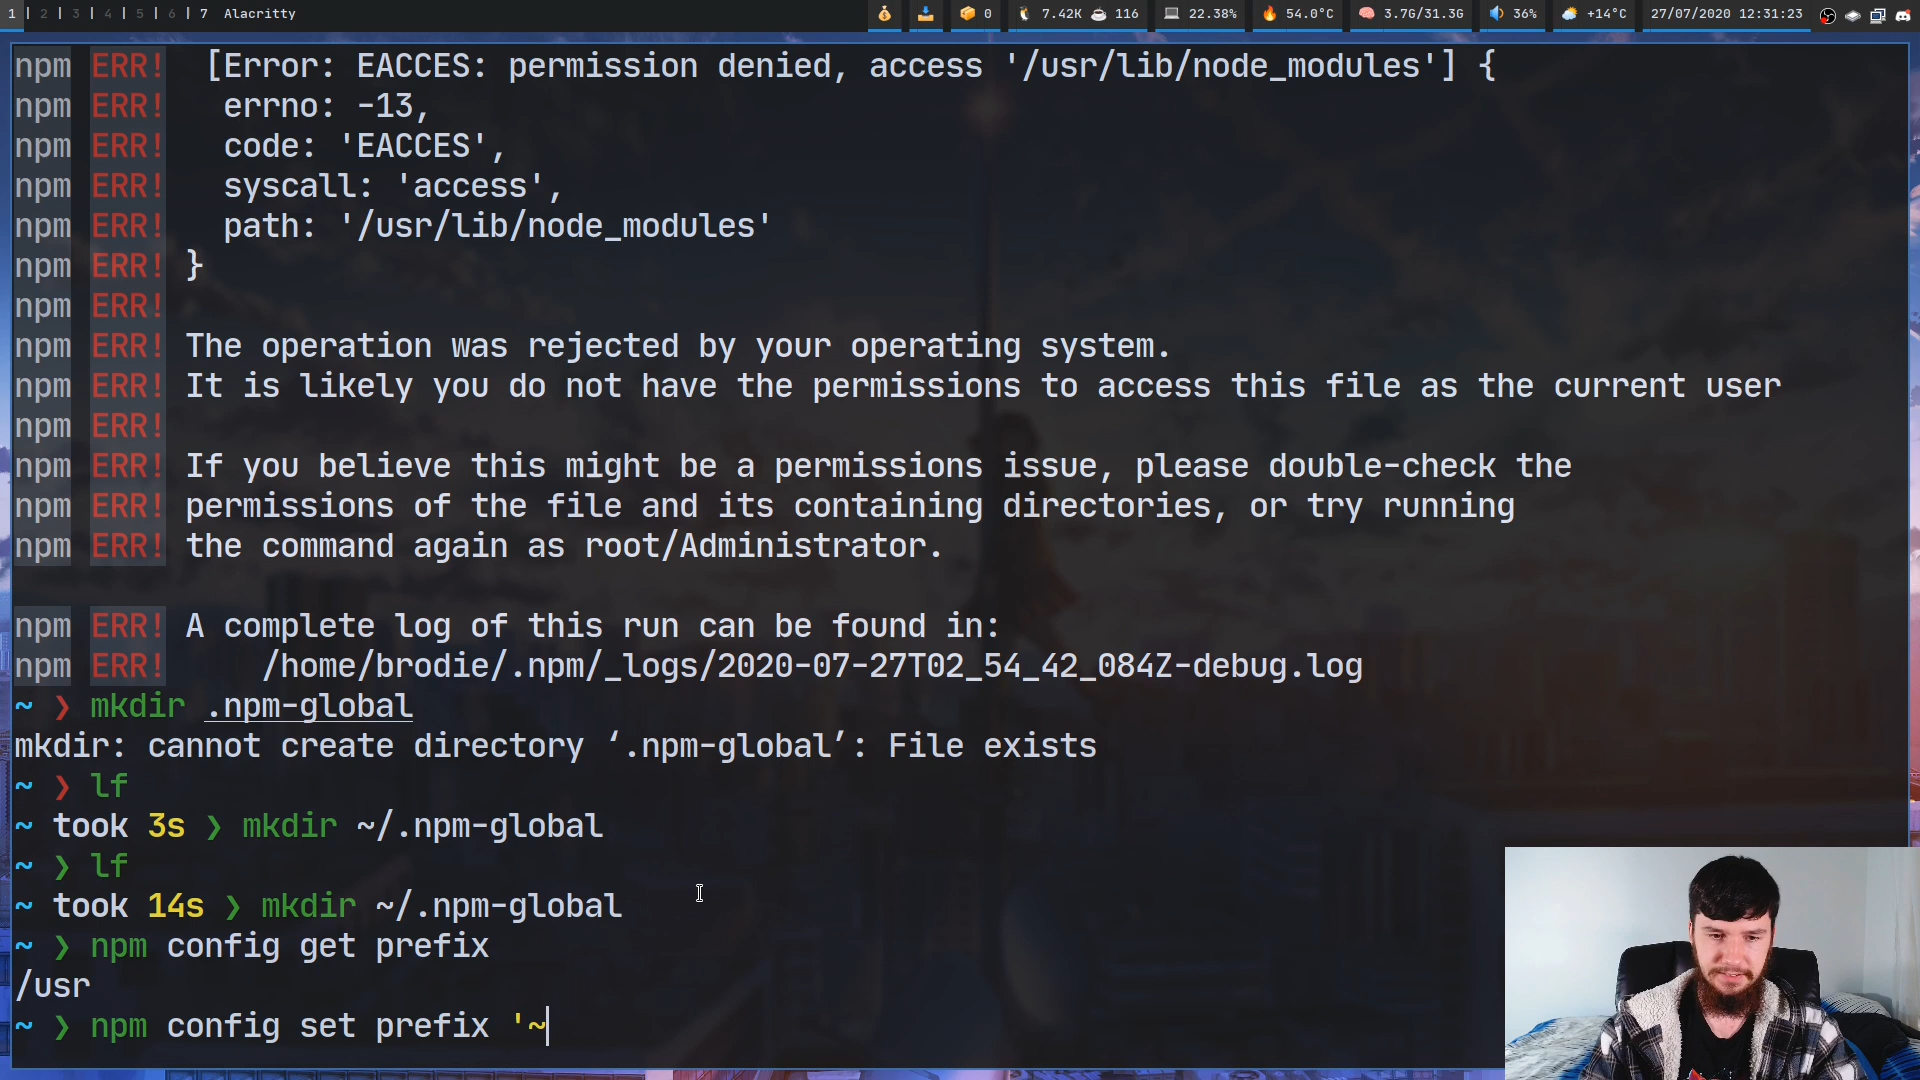 1 | 2 | 3 | 4 | 5 | 6 | 7 Alacritty 0 7.42K 116 22.38% 54.0°C 3.7G/31.3G 36% +14°C 27/07/2020 12:31:23
npm ERR!  [Error: EACCES: permission denied, access '/usr/lib/node_modules'] {
npm ERR!   errno: -13,
npm ERR!   code: 'EACCES',
npm ERR!   syscall: 'access',
npm ERR!   path: '/usr/lib/node_modules'
npm ERR! }
npm ERR!
npm ERR! The operation was rejected by your operating system.
npm ERR! It is likely you do not have the permissions to access this file as the current user
npm ERR!
npm ERR! If you believe this might be a permissions issue, please double-check the
npm ERR! permissions of the file and its containing directories, or try running
npm ERR! the command again as root/Administrator.
npm ERR! A complete log of this run can be found in:
npm ERR!     /home/brodie/.npm/_logs/2020-07-27T02_54_42_084Z-debug.log
~ ❯ mkdir .npm-global
mkdir: cannot create directory ‘.npm-global’: File exists
~ ❯ lf
~ took 3s ❯ mkdir ~/.npm-global
~ ❯ lf
~ took 14s ❯ mkdir ~/.npm-global
~ ❯ npm config get prefix
/usr
~ ❯ npm config set prefix '~